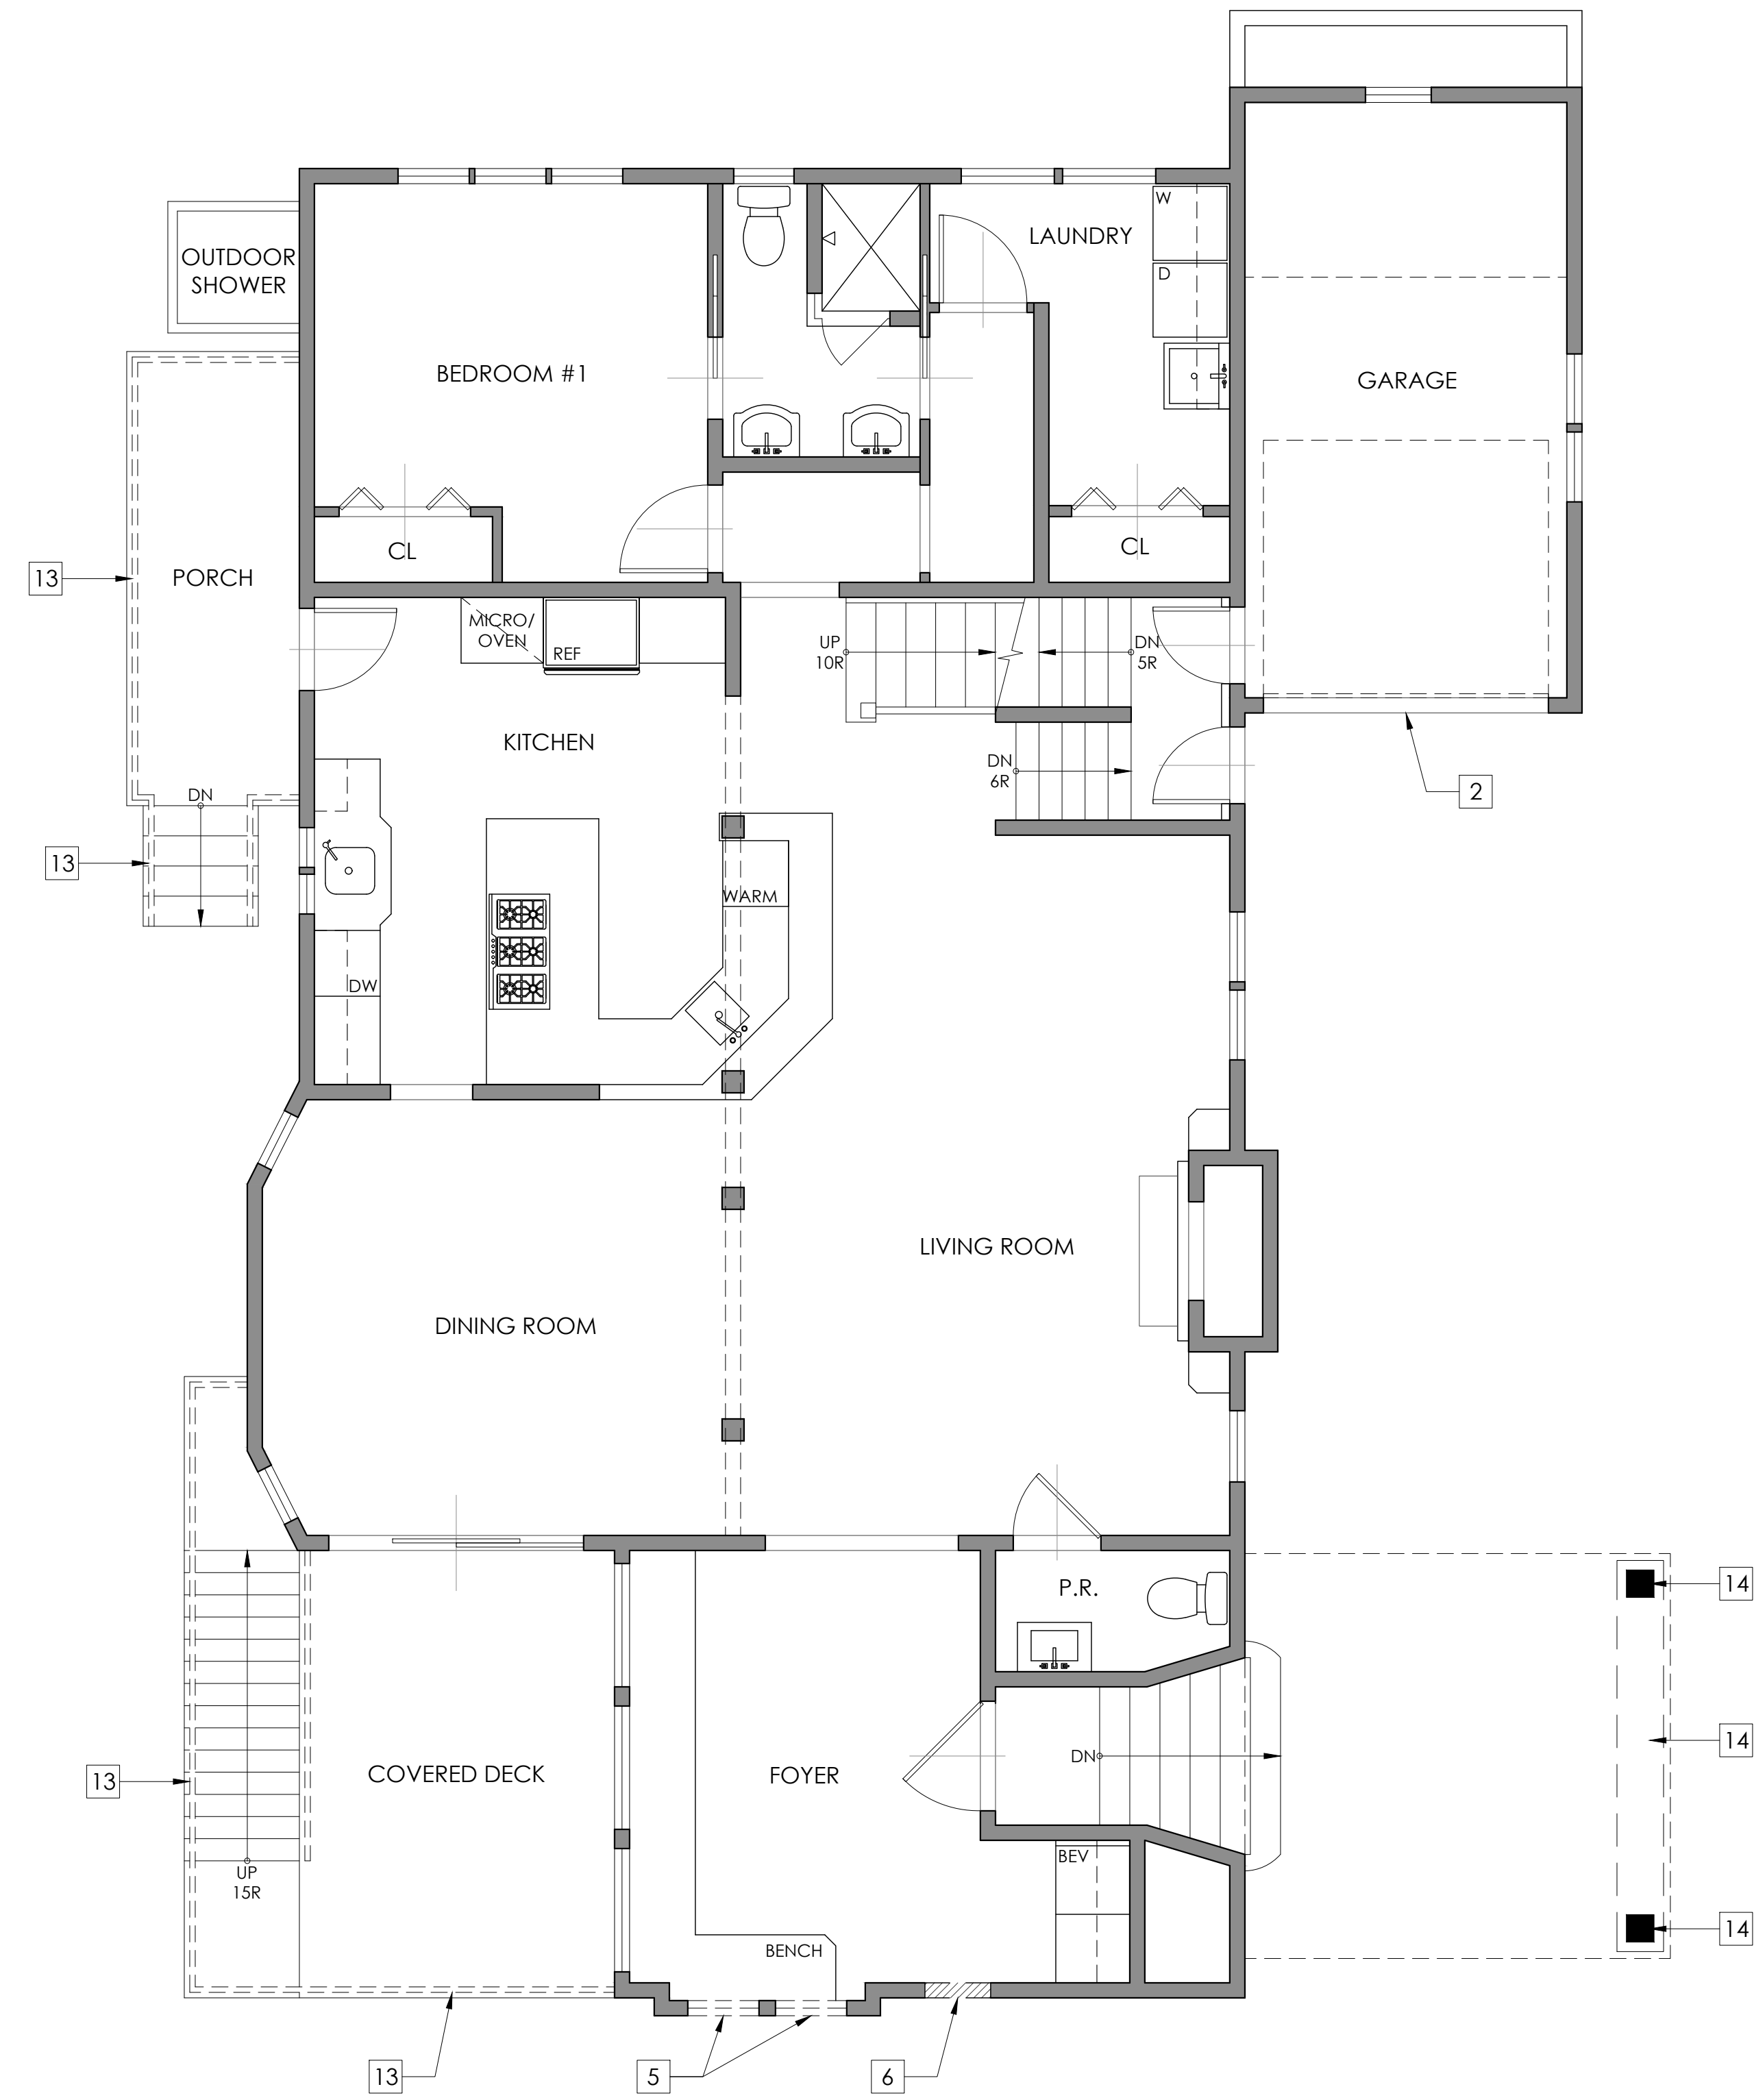 W
LAUNDRY
OUTDOOR
SHOWER
D
BEDROOM #1
GARAGE
CL
CL
13
PORCH
MICRO/
OVEN
REF
UP
10R
DN
5R
KITCHEN
DN
6R
2
DN
13
WARM
DW
LIVING ROOM
DINING ROOM
P.R.
14
14
DN
COVERED DECK
FOYER
13
BEV
UP
15R
14
BENCH
13
5
6